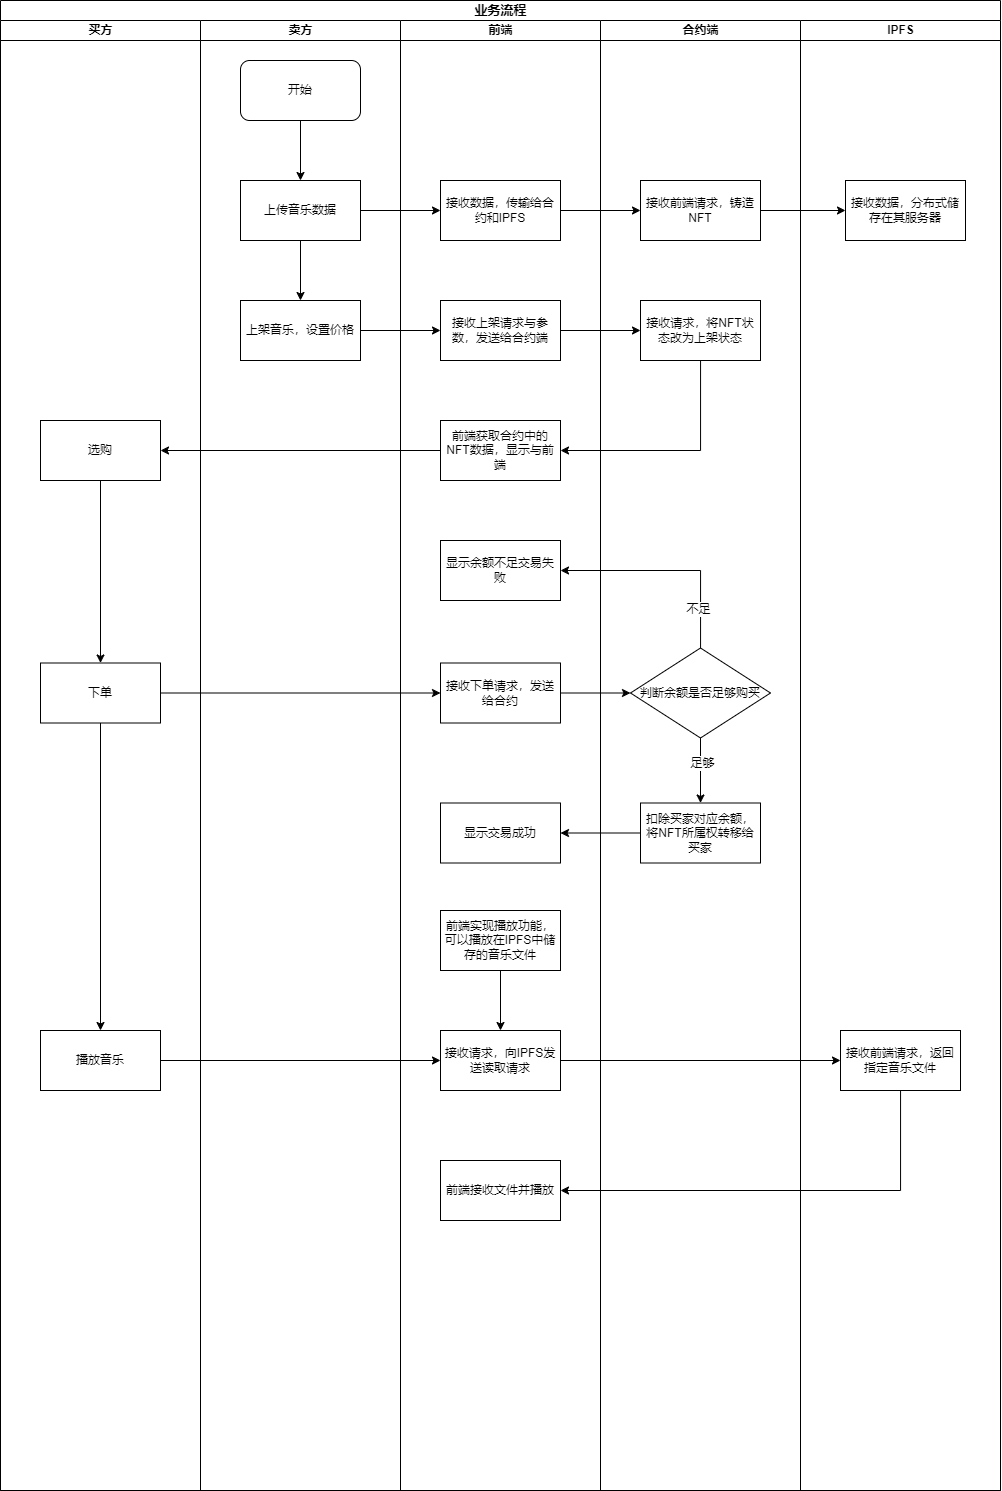 业务流程
买方
卖方
前端
合约端
IPFS
开始
上传音乐数据
接收数据，传输给合
约和IPFS
接收前端请求，铸造
NFT
接收数据，分布式储
存在其服务器
上架音乐，设置价格
接收上架请求与参
数，发送给合约端
接收请求，将NFT状
态改为上架状态
选购
前端获取合约中的
NFT数据，显示与前
端
显示余额不足交易失
败
不足
下单
接收下单请求，发送
给合约
判断余额是否足够购买
足够
显示交易成功
扣除买家对应余额，
将NFT所属权转移给
买家
前端实现播放功能，
可以播放在IPFS中储
存的音乐文件
播放音乐
接收请求，向IPFS发
送读取请求
接收前端请求，返回
指定音乐文件
前端接收文件并播放